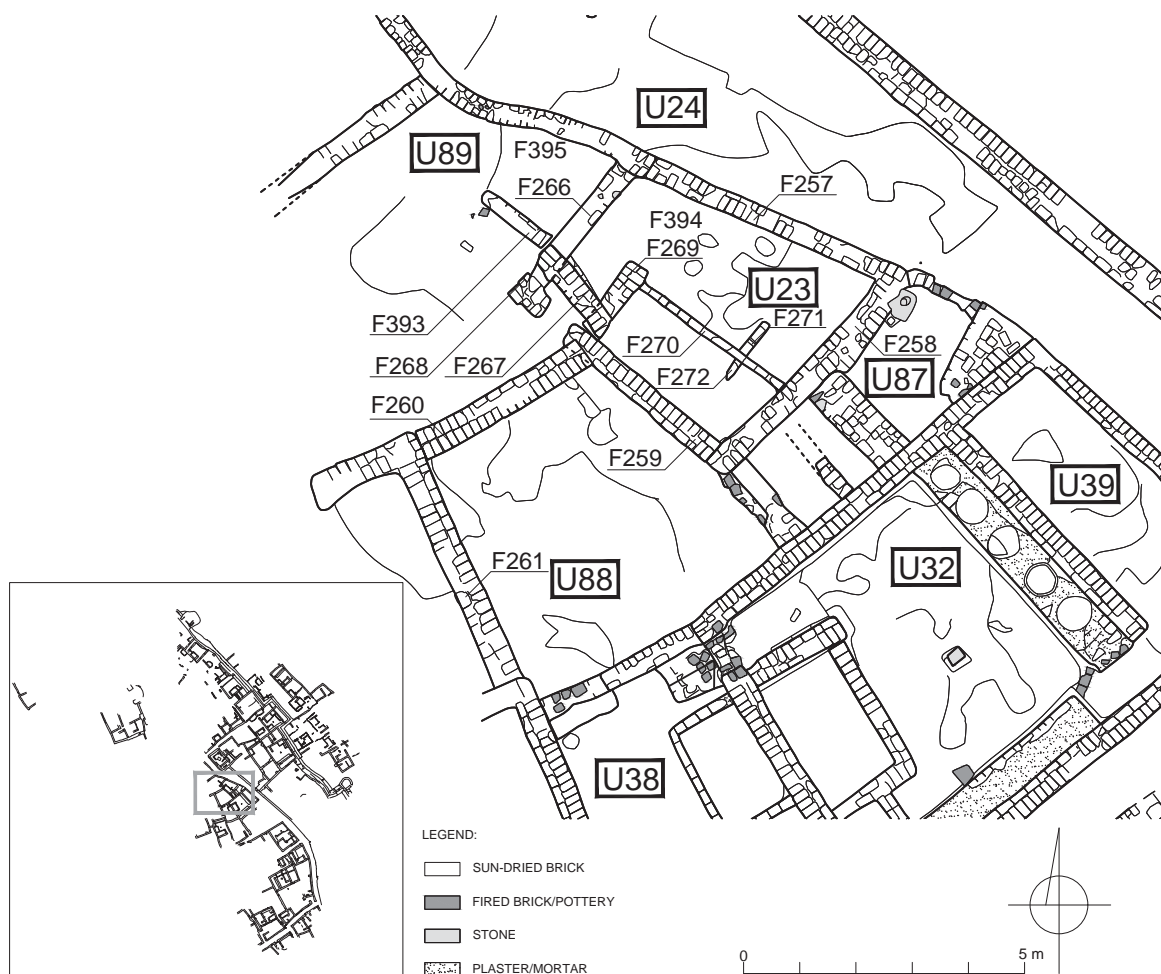 U24
U89
F395
F257
F266
F394
F269
U23
F271
F393
F270
F258
F268
F267
F272
U87
F260
F259
U39
U32
F261
U88
U38
LEGEND:
SUN-DRIED BRICK
FIRED BRICK/POTTERY
STONE
PLASTER/MORTAR
0 5 m